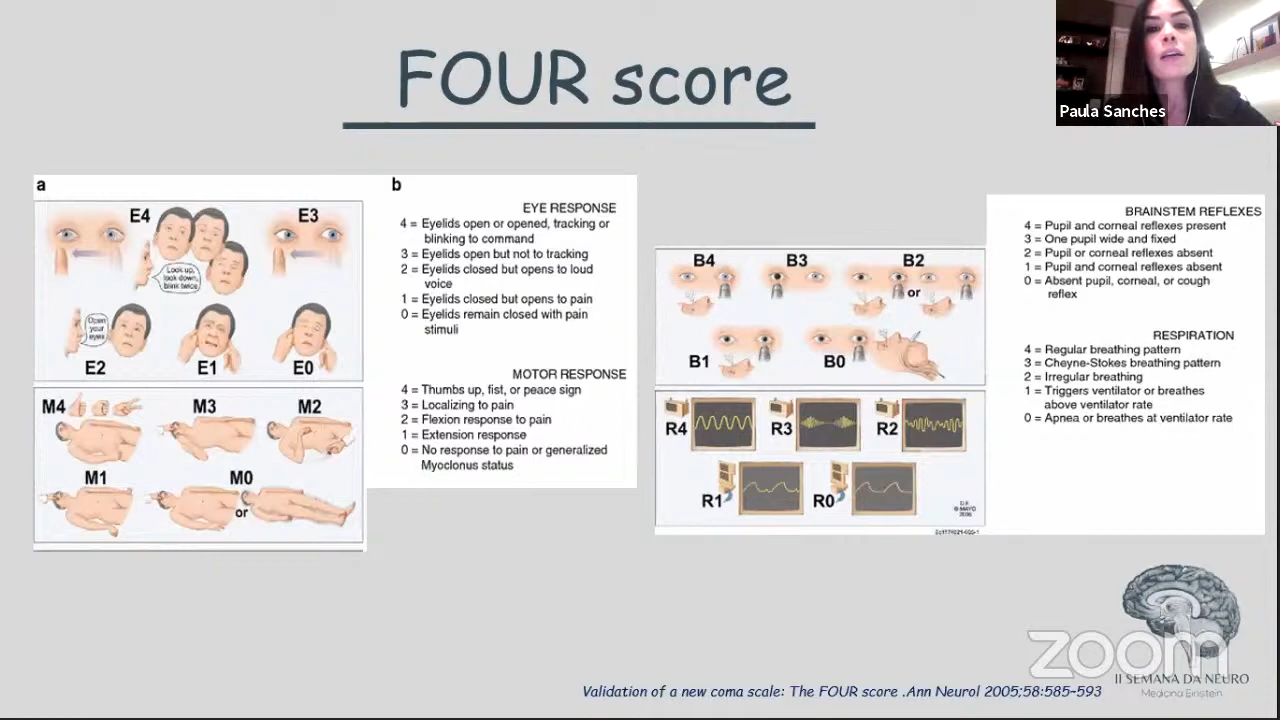 FOUR score
Paula Sanches
a
E4
E3
Look up,
look down,
blink twice
Open
your
eyes
E2
E1
E0
M4
M3
M2
M1
M0
or
b
EYE RESPONSE
4 = Eyelids open or opened, tracking or
blinking to command
3 = Eyelids open but not to tracking
2 = Eyelids closed but opens to loud
voice
1 = Eyelids closed but opens to pain
0 = Eyelids remain closed with pain
stimuli
MOTOR RESPONSE
4 = Thumbs up, fist, or peace sign
3 = Localizing to pain
2 = Flexion response to pain
1 = Extension response
0 = No response to pain or generalized
Myoclonus status
B4
B3
B2
or
B1
B0
R4
R3
R2
R1
R0
© MAYO
BRAINSTEM REFLEXES
4 = Pupil and corneal reflexes present
3 = One pupil wide and fixed
2 = Pupil or corneal reflexes absent
1 = Pupil and corneal reflexes absent
0 = Absent pupil, corneal, or cough
reflex
RESPIRATION
4 = Regular breathing pattern
3 = Cheyne-Stokes breathing pattern
2 = Irregular breathing
1 = Triggers ventilator or breathes
above ventilator rate
0 = Apnea or breathes at ventilator rate
zoom
II SEMANA DA NEURO
Medicina Einstein
Validation of a new coma scale: The FOUR score .Ann Neurol 2005;58:585-593